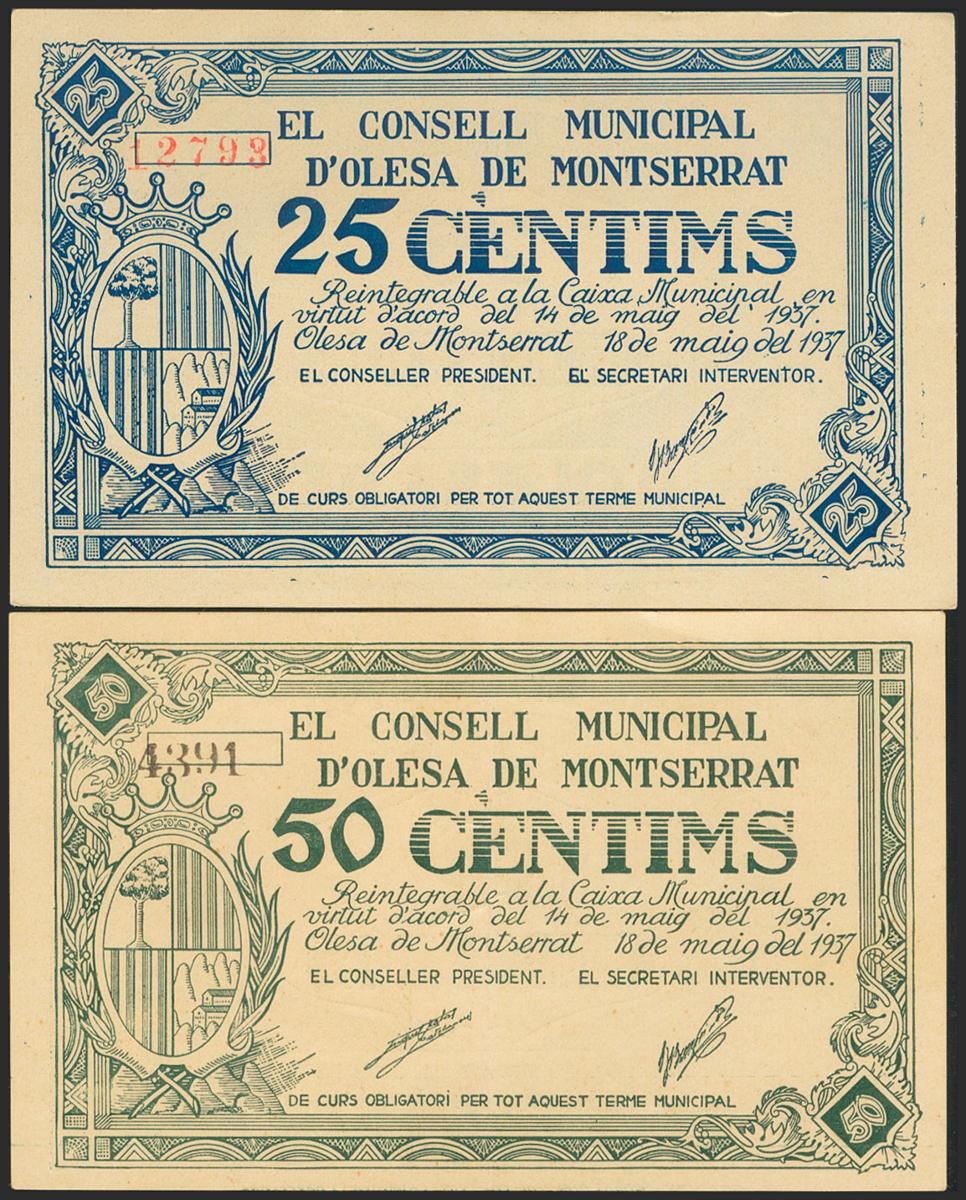 25
12793
EL CONSELL MUNICIPAL
D'OLESA DE MONTSERRAT
25 CÈNTIMS
Reintegrable a la Caixa Municipal, en
virtut d'acord del 14 de maig del 1937.
Olesa de Montserrat 18 de maig del 1937
EL CONSELLER PRESIDENT. EL SECRETARI INTERVENTOR.
DE CURS OBLIGATORI PER TOT AQUEST TERME MUNICIPAL
25
50
4391
EL CONSELL MUNICIPAL
D'OLESA DE MONTSERRAT
50 CÈNTIMS
Reintegrable a la Caixa Municipal en
virtut d'acord del 14 de maig del 1937.
Olesa de Montserrat 18 de maig del 1937
EL CONSELLER PRESIDENT. EL SECRETARI INTERVENTOR.
DE CURS OBLIGATORI PER TOT AQUEST TERME MUNICIPAL
50